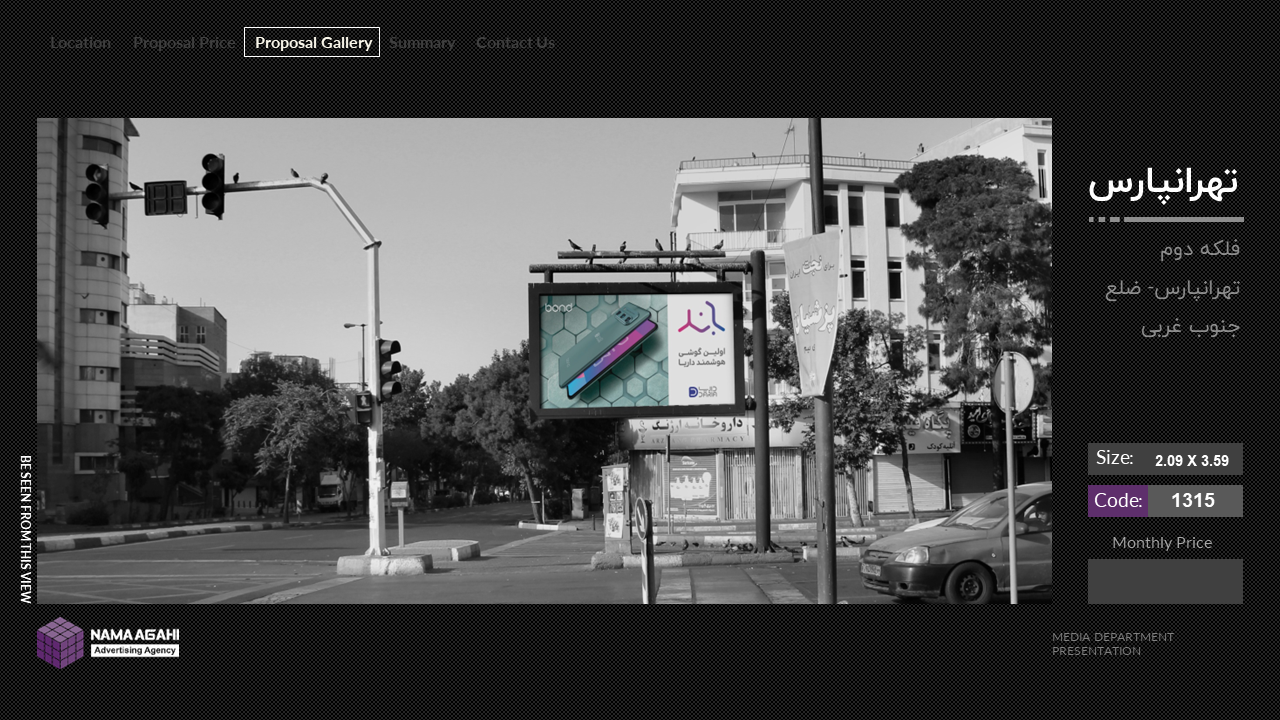 Location Proposal Price Proposal Gallery Summary Contact Us
تهرانپارس
فلکه دوم
تهرانپارس- ضلع
جنوب غربی
bond
باند
اولین گوشی
هوشمند داریا
داروخانه ارژنگ
PHARMACY
Size: 2.09 X 3.59
Code: 1315
Monthly Price
BE SEEN FROM THIS VIEW
NAMA AGAHI
Advertising Agency
MEDIA DEPARTMENT
PRESENTATION